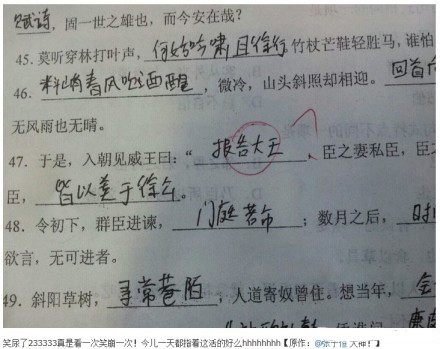 赋诗，固一世之雄也，而今安在哉？
45. 莫听穿林打叶声，何妨吟啸且徐行 竹杖芒鞋轻胜马，谁怕
46. 料峭春风吹酒醒，微冷，山头斜照却相迎。回首向
无风雨也无晴。
47. 于是，入朝见威王曰：“报告大王、臣之妻私臣，臣之
臣，皆以美于徐公。
48. 令初下，群臣进谏，门庭若市；数月之后，时时
欲言，无可进者。
49. 斜阳草树，寻常巷陌，人道寄奴曾住。想当年，金
笑尿了233333真是看一次笑崩一次！今儿一天都指着这活的好么hhhhhhhh【原作：@张宁恒 大神！】